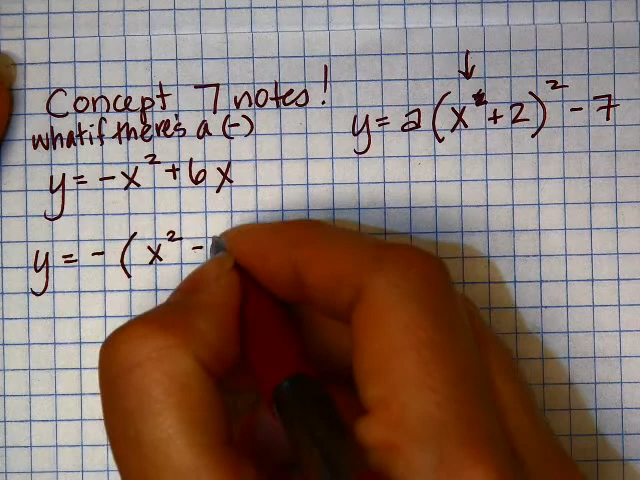 Concept 7 notes!
what if there's a (-)
y = -x² + 6x
y = - (x² -
↓
y = a(x + 2)² - 7